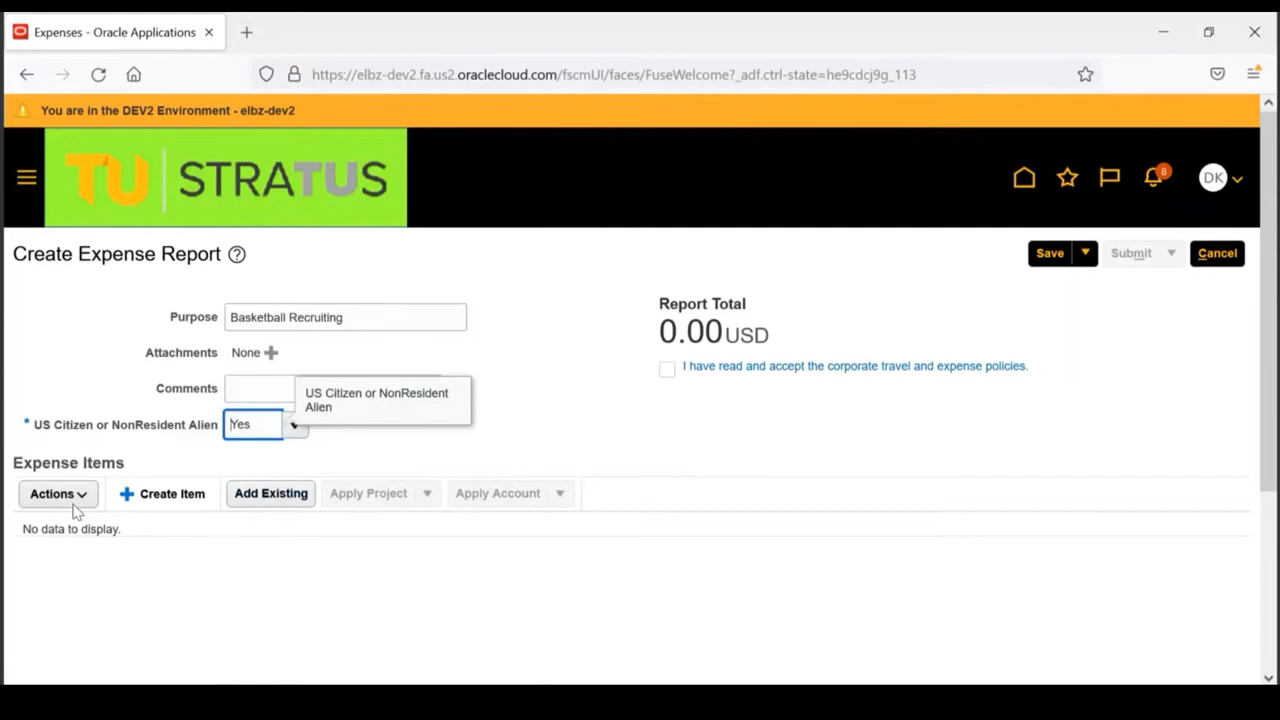 Expenses - Oracle Applications
https://elbz-dev2.fa.us2.oraclecloud.com/fscmUI/faces/FuseWelcome?_adf.ctrl-state=he9cdcj9g_113
You are in the DEV2 Environment - elbz-dev2
TU | STRATUS
8
DK
Create Expense Report ?
Save
Submit
Cancel
Purpose Basketball Recruiting
Report Total
0.00 USD
Attachments None
I have read and accept the corporate travel and expense policies.
Comments
US Citizen or NonResident
Alien
* US Citizen or NonResident Alien Yes
Expense Items
Actions Create Item Add Existing Apply Project Apply Account
No data to display.